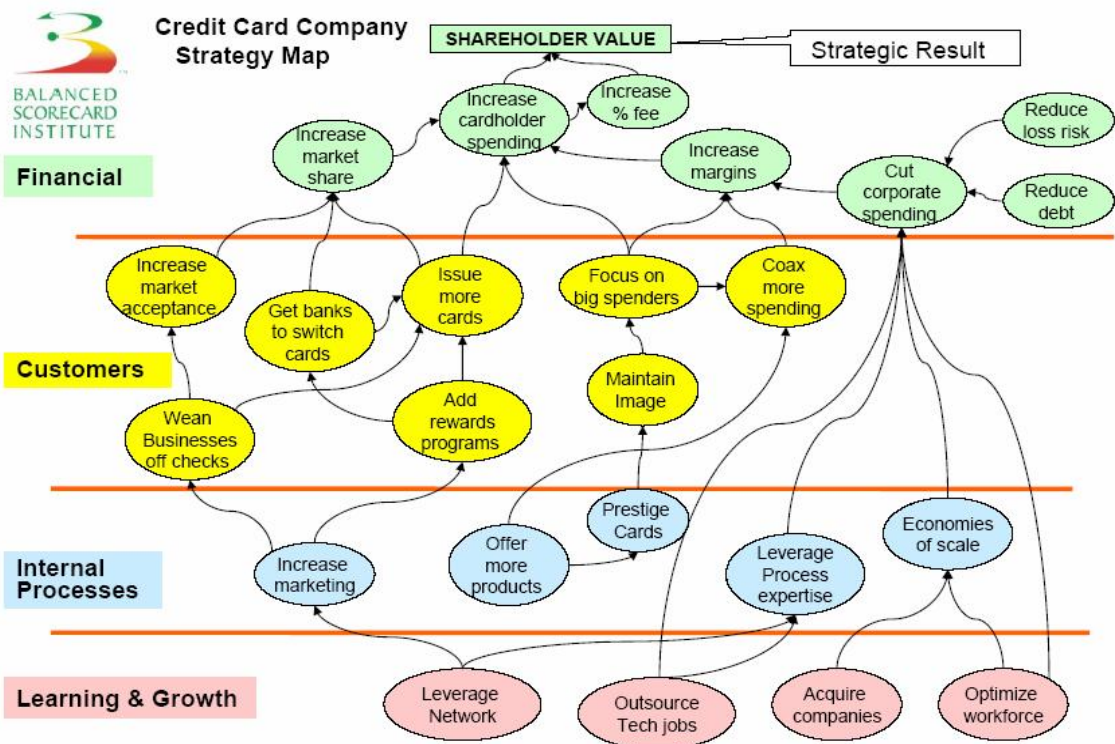 Credit Card Company
Strategy Map
BALANCED
SCORECARD
INSTITUTE
SHAREHOLDER VALUE
Strategic Result
Increase
cardholder
spending
Increase
% fee
Increase
market
share
Increase
margins
Reduce
loss risk
Cut
corporate
spending
Reduce
debt
Financial
Increase
market
acceptance
Get banks
to switch
cards
Issue
more
cards
Focus on
big spenders
Coax
more
spending
Customers
Wean
Businesses
off checks
Add
rewards
programs
Maintain
Image
Internal
Processes
Increase
marketing
Offer
more
products
Prestige
Cards
Leverage
Process
expertise
Economies
of scale
Learning & Growth
Leverage
Network
Outsource
Tech jobs
Acquire
companies
Optimize
workforce